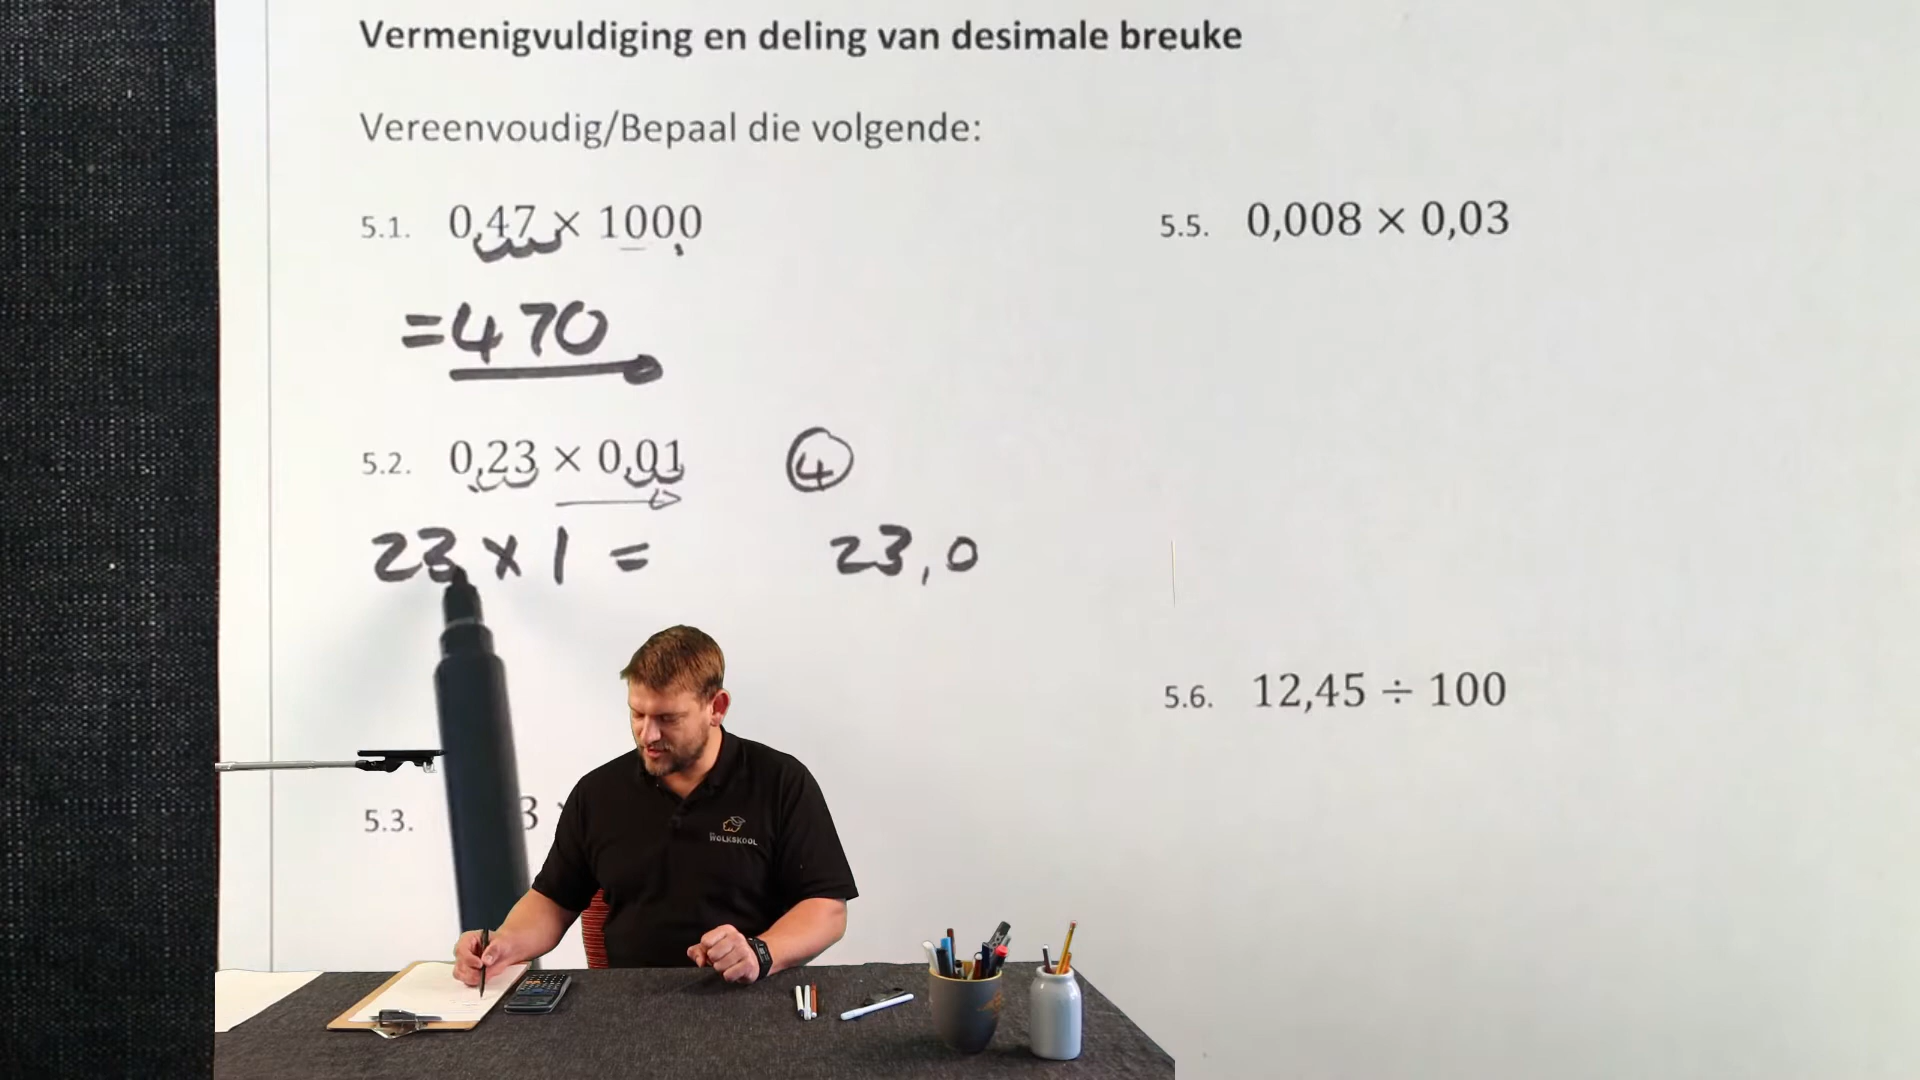 Vermenigvuldiging en deling van desimale breuke
Vereenvoudig/Bepaal die volgende:
5.1. 0,47 × 1000
=470
5.2. 0,23 × 0,01
4
23 × 1 =
23,0
5.3. 3
5.5. 0,008 × 0,03
5.6. 12,45 ÷ 100
WOLKSKOOL